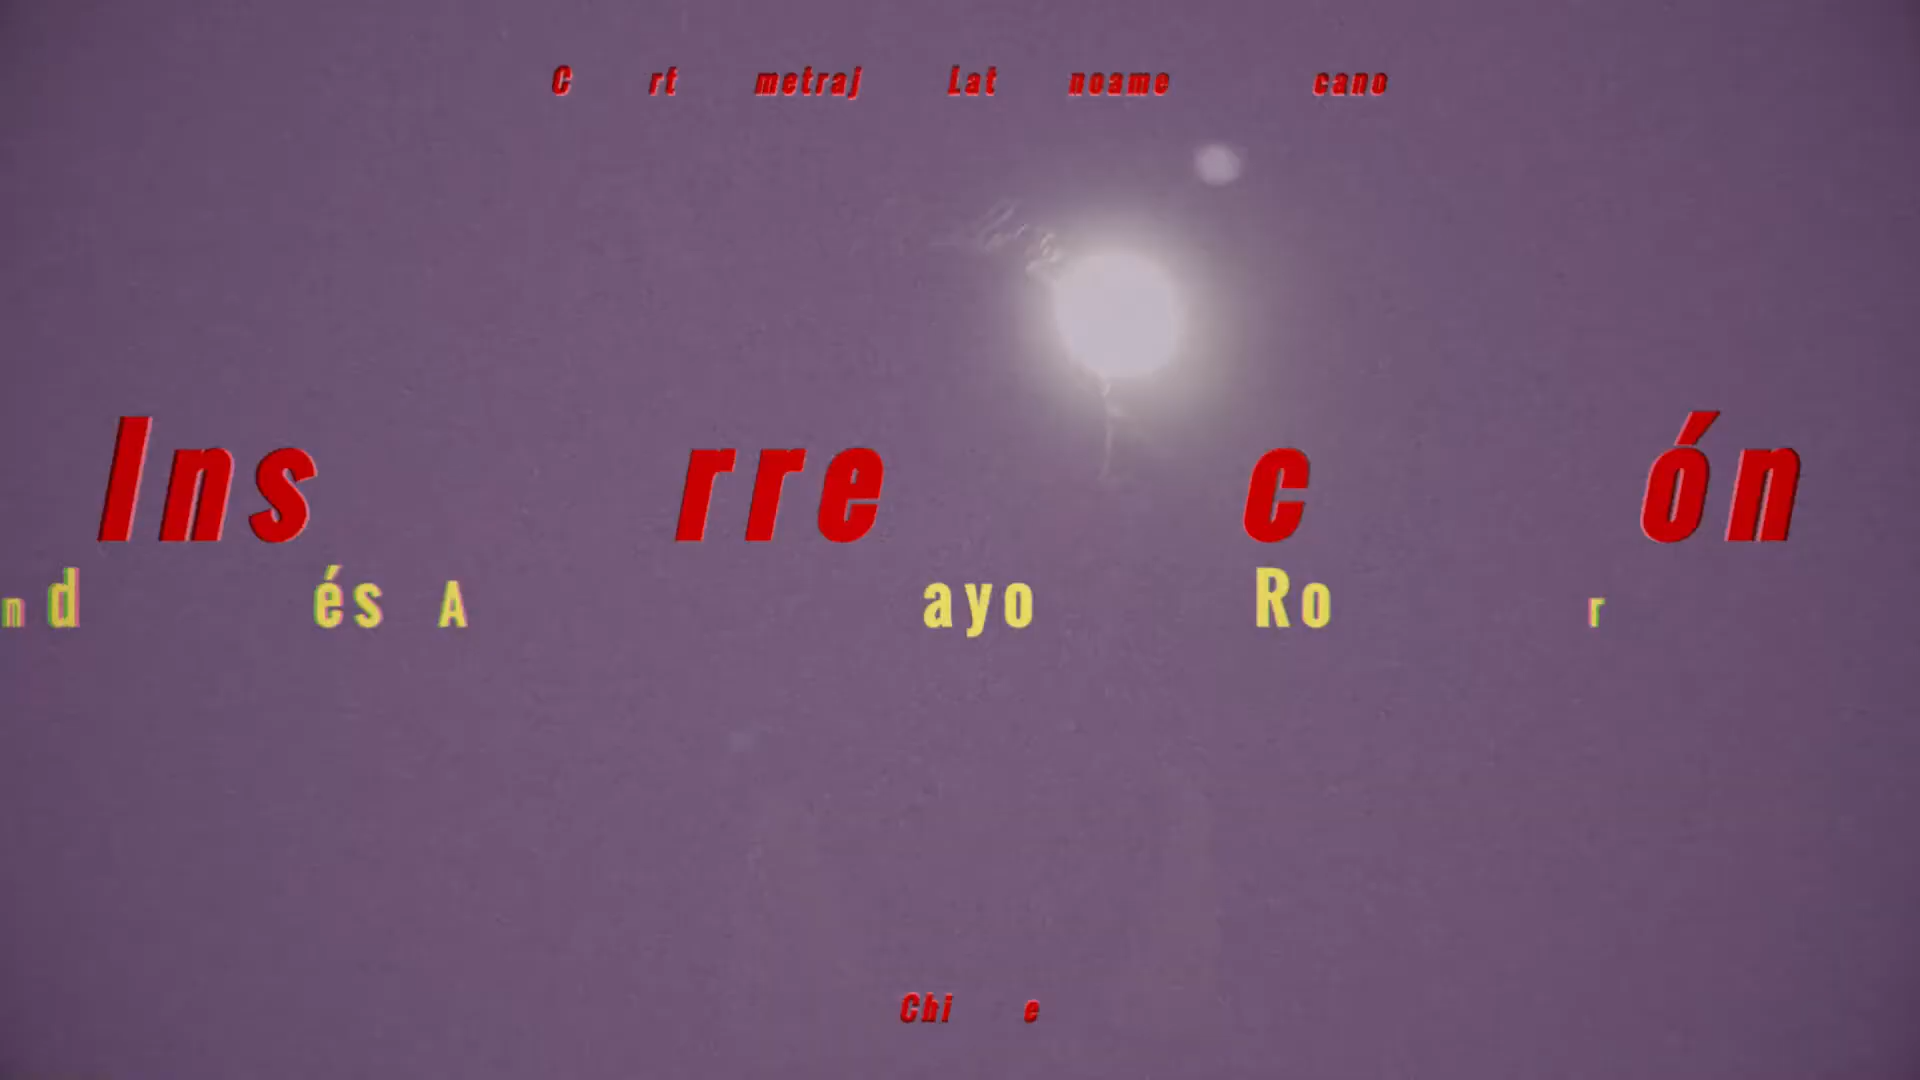 C rt metraj Lat noame cano
Ins rre c ón
nd és A ayo Ro r
Chi e